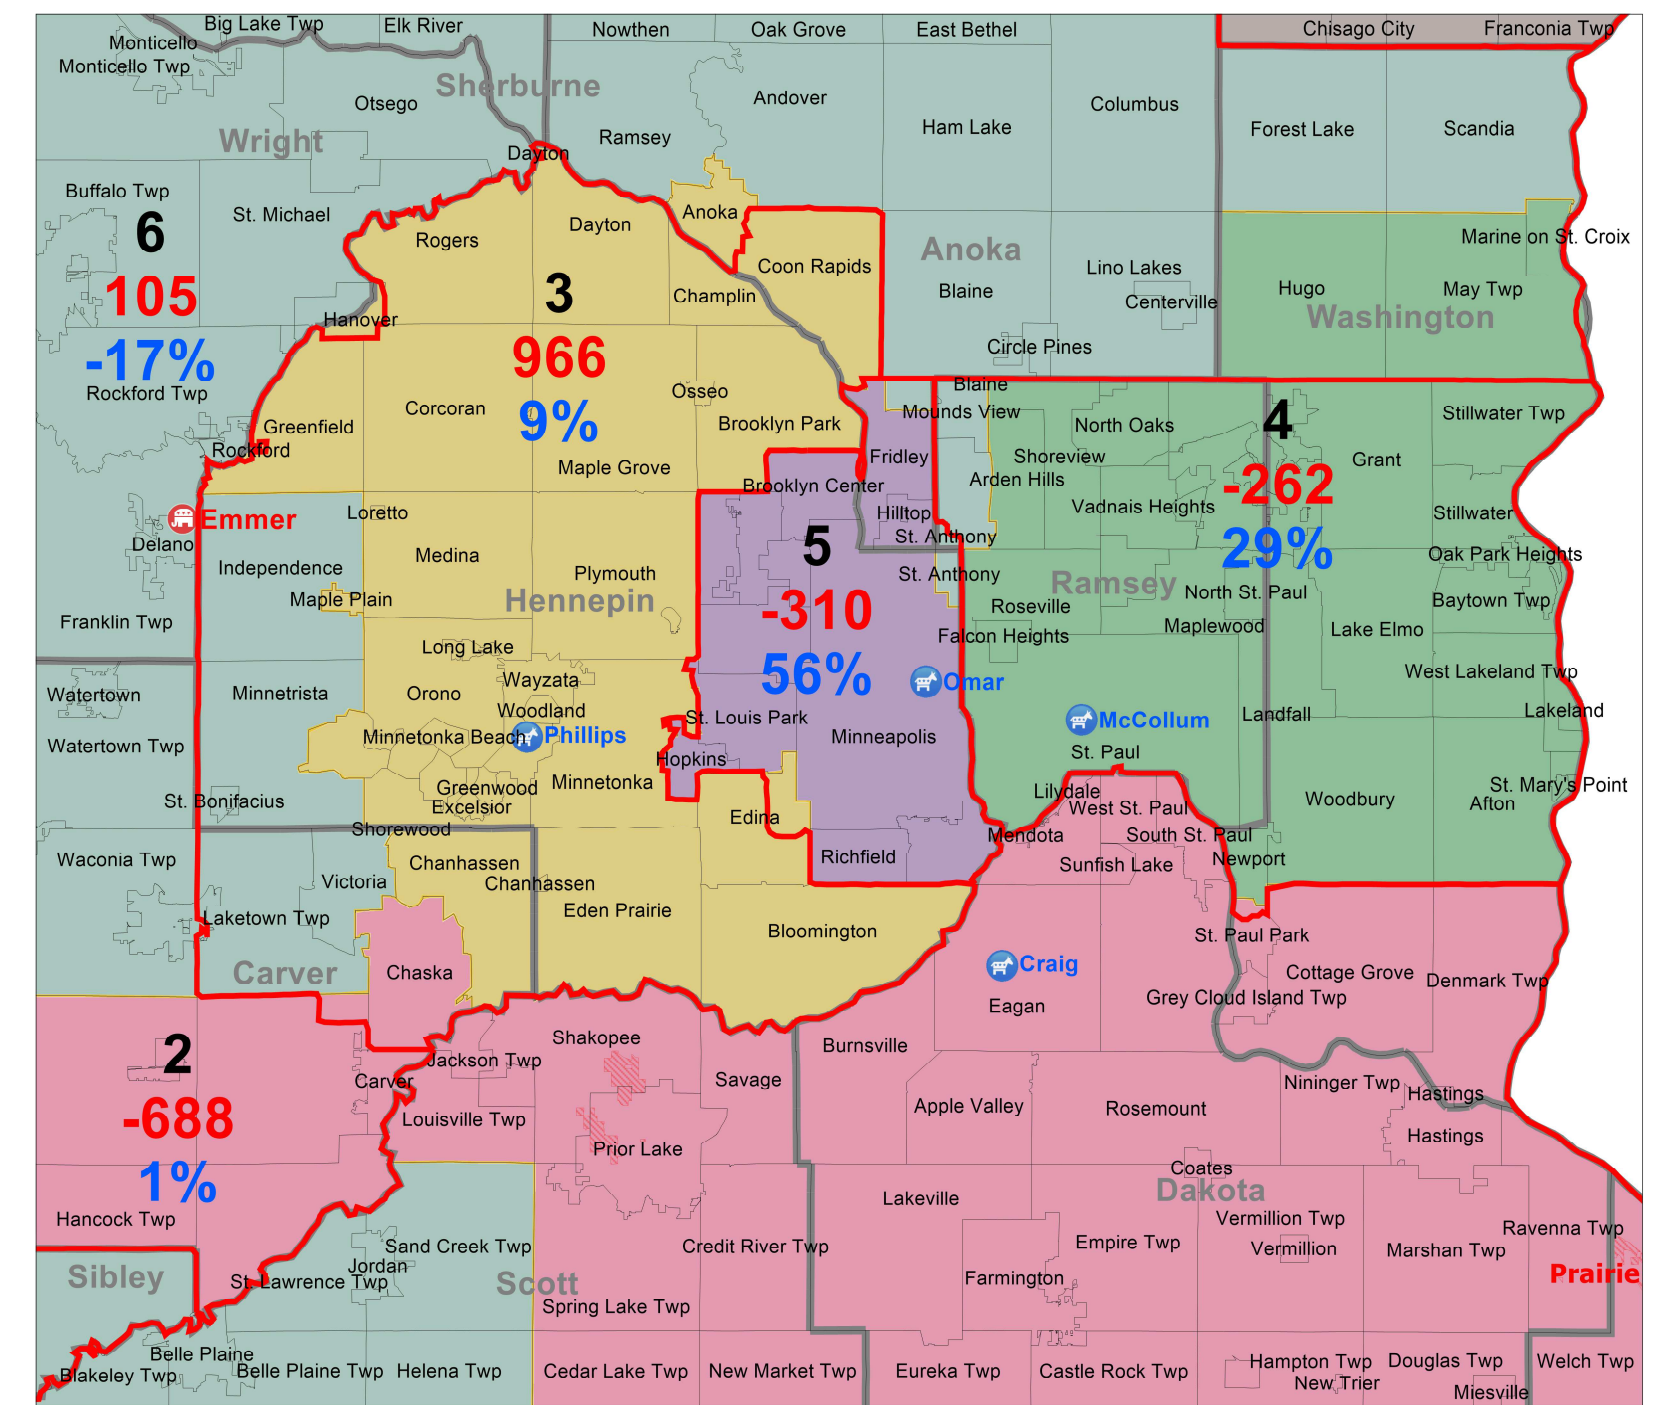 Big Lake Twp
Elk River
Nowthen
Oak Grove
East Bethel
Chisago City
Franconia Twp
Monticello
Monticello Twp
Sherburne
Otsego
Andover
Columbus
Wright
Ramsey
Ham Lake
Forest Lake
Scandia
Dayton
Buffalo Twp
St. Michael
Rogers
Dayton
Anoka
Anoka
Marine on St. Croix
6
105
-17%
Rockford Twp
Hanover
3
966
9%
Champlin
Coon Rapids
Blaine
Lino Lakes
Centerville
Circle Pines
Hugo
May Twp
Washington
Greenfield
Corcoran
Osseo
Brooklyn Park
Blaine
Mounds View
North Oaks
4
-262
29%
Stillwater Twp
Rockford
Maple Grove
Fridley
Shoreview
Arden Hills
Grant
Brooklyn Center
Hilltop
Vadnais Heights
Stillwater
Emmer
Delano
Loretto
Medina
St. Anthony
Oak Park Heights
Independence
Plymouth
5
-310
56%
St. Anthony
Ramsey
North St. Paul
Baytown Twp
Maple Plain
Hennepin
Roseville
Franklin Twp
Falcon Heights
Maplewood
Lake Elmo
Long Lake
Watertown
Minnetrista
Orono
Wayzata
Woodland
Omar
West Lakeland Twp
Watertown Twp
Minnetonka Beach
Phillips
St. Louis Park
Minneapolis
McCollum
Landfall
Lakeland
Hopkins
St. Paul
Minnetonka
Greenwood
Excelsior
St. Bonifacius
Lilydale
West St. Paul
Woodbury
St. Mary's Point
Afton
Shorewood
Edina
Mendota
South St. Paul
Waconia Twp
Chanhassen
Chanhassen
Richfield
Sunfish Lake
Newport
Victoria
Laketown Twp
Eden Prairie
Bloomington
St. Paul Park
Carver
Chaska
Craig
Cottage Grove
Denmark Twp
Eagan
Grey Cloud Island Twp
2
-688
1%
Shakopee
Burnsville
Jackson Twp
Carver
Savage
Nininger Twp
Hastings
Louisville Twp
Apple Valley
Rosemount
Hastings
Prior Lake
Coates
Dakota
Hancock Twp
Lakeville
Vermillion Twp
Ravenna Twp
Sand Creek Twp
Credit River Twp
Empire Twp
Vermillion
Marshan Twp
Sibley
Jordan
St. Lawrence Twp
Scott
Farmington
Prairie
Spring Lake Twp
Belle Plaine
Blakeley Twp
Belle Plaine Twp
Helena Twp
Cedar Lake Twp
New Market Twp
Eureka Twp
Castle Rock Twp
Hampton Twp
Douglas Twp
Welch Twp
New Trier
Miesville